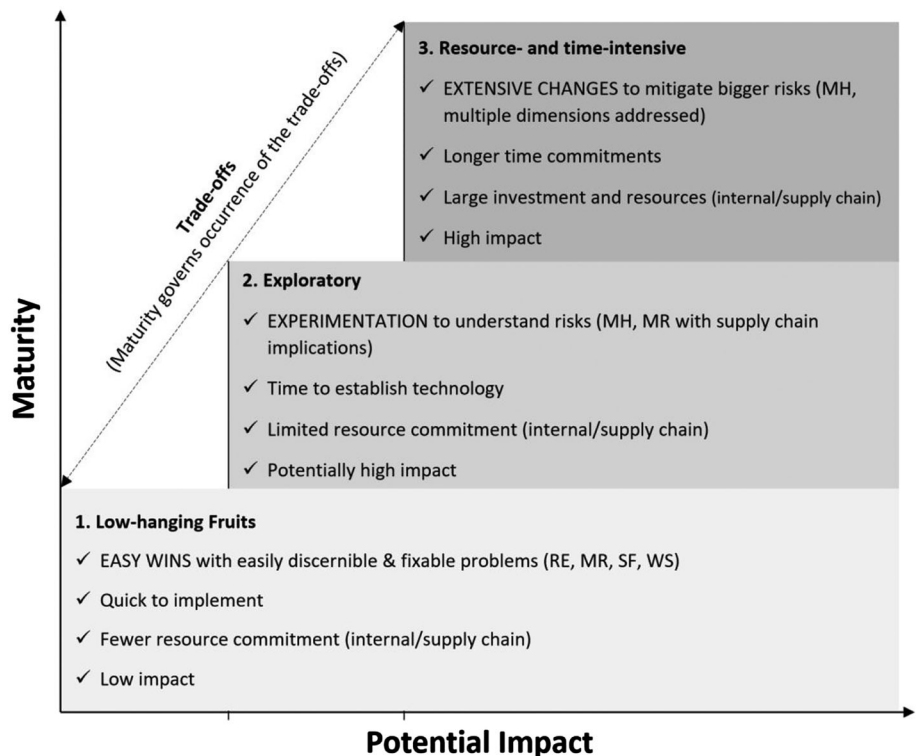 3. Resource- and time-intensive
✓ EXTENSIVE CHANGES to mitigate bigger risks (MH,
multiple dimensions addressed)
✓ Longer time commitments
✓ Large investment and resources (internal/supply chain)
✓ High impact
Trade-offs
(Maturity governs occurrence of the trade-offs)
2. Exploratory
✓ EXPERIMENTATION to understand risks (MH, MR with supply chain
implications)
✓ Time to establish technology
✓ Limited resource commitment (internal/supply chain)
✓ Potentially high impact
Maturity
1. Low-hanging Fruits
✓ EASY WINS with easily discernible & fixable problems (RE, MR, SF, WS)
✓ Quick to implement
✓ Fewer resource commitment (internal/supply chain)
✓ Low impact
Potential Impact